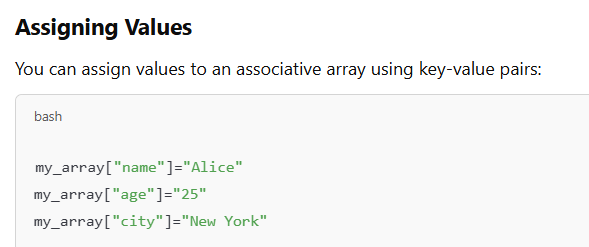 Assigning Values
You can assign values to an associative array using key-value pairs:
bash
my_array["name"]="Alice"
my_array["age"]="25"
my_array["city"]="New York"